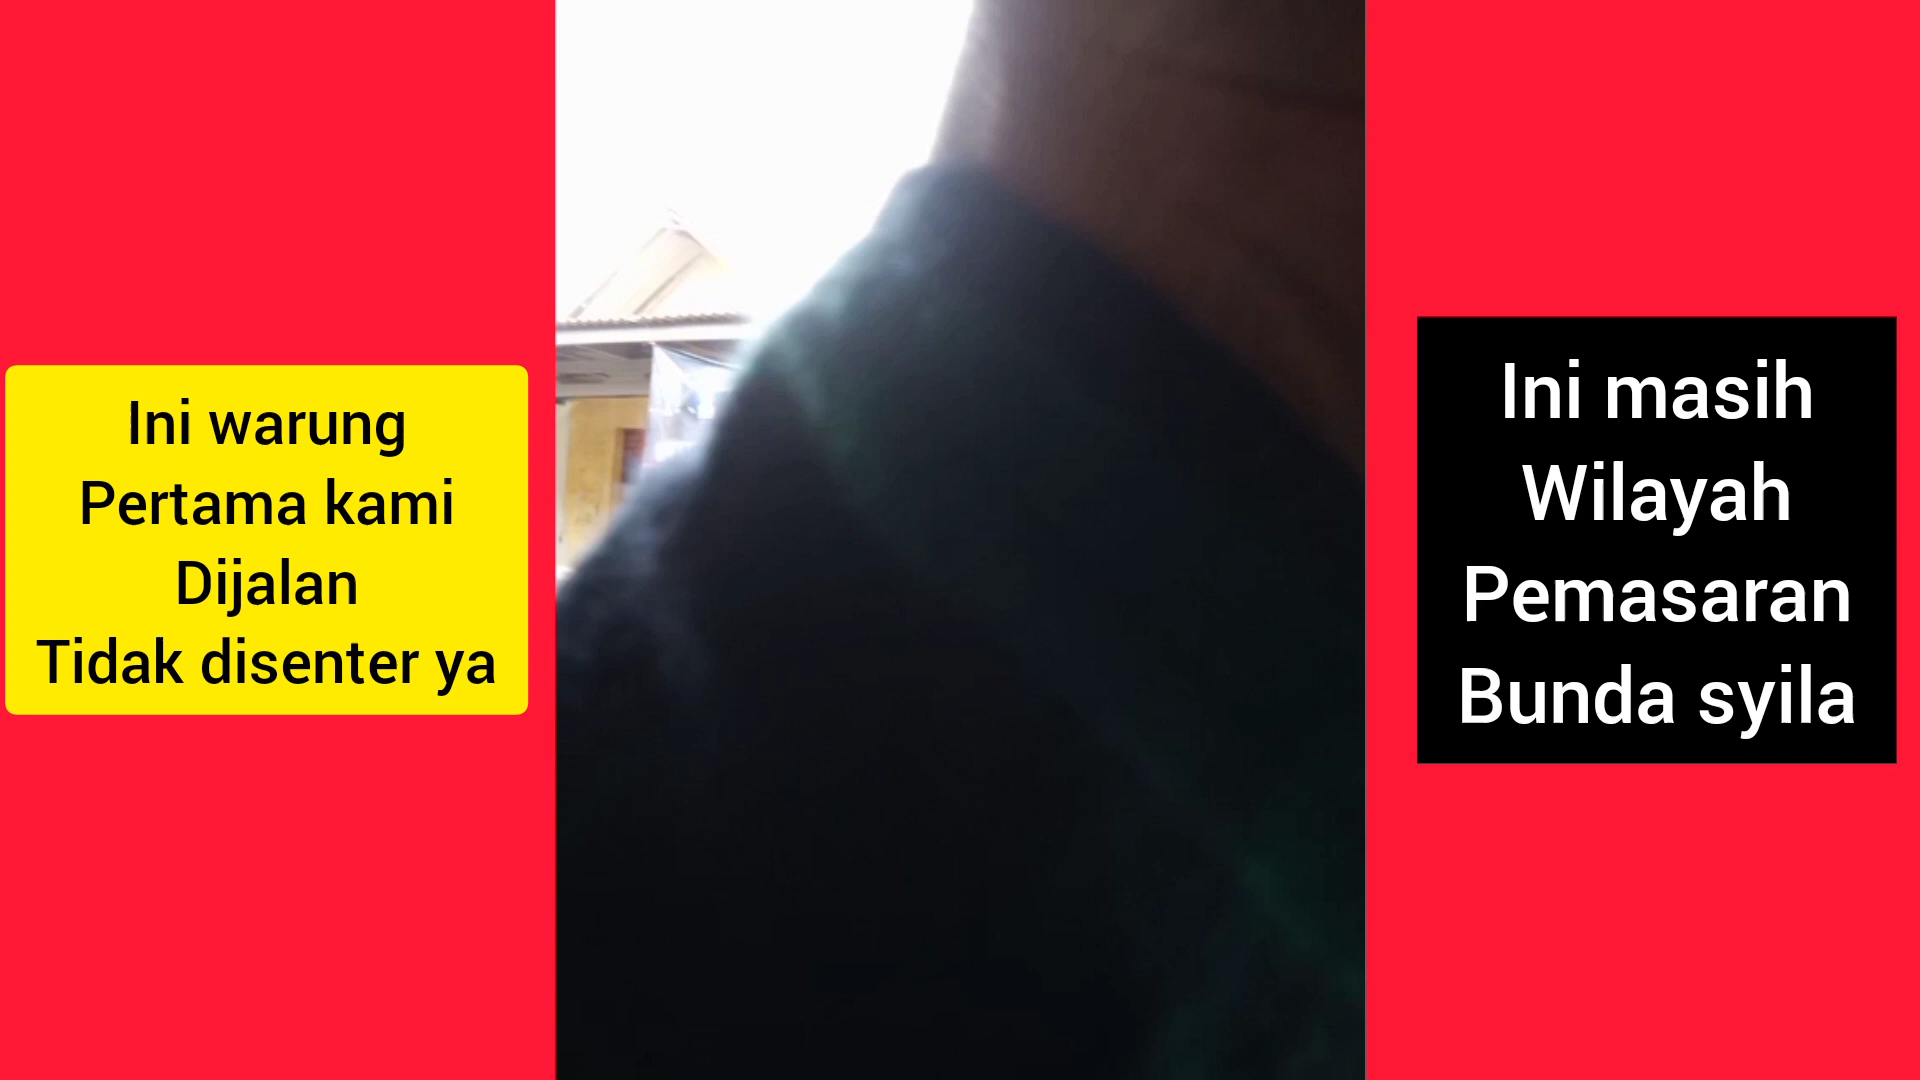 Ini warung
Pertama kami
Dijalan
Tidak disenter ya
Ini masih
Wilayah
Pemasaran
Bunda syila